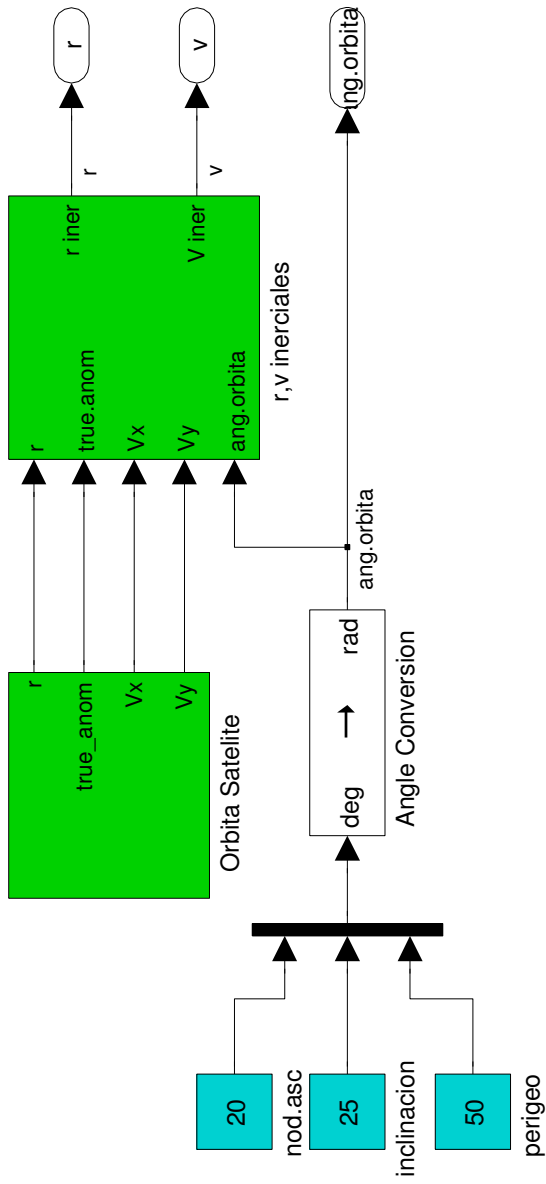 r
true_anom
Vx
Vy
Orbita Satelite
r
true.anom
Vx
Vy
ang.orbita
r iner
V iner
r,v inerciales
r
v
r
v
20
nod.asc
25
inclinacion
50
perigeo
deg → rad
Angle Conversion
ang.orbita
ing.orbita